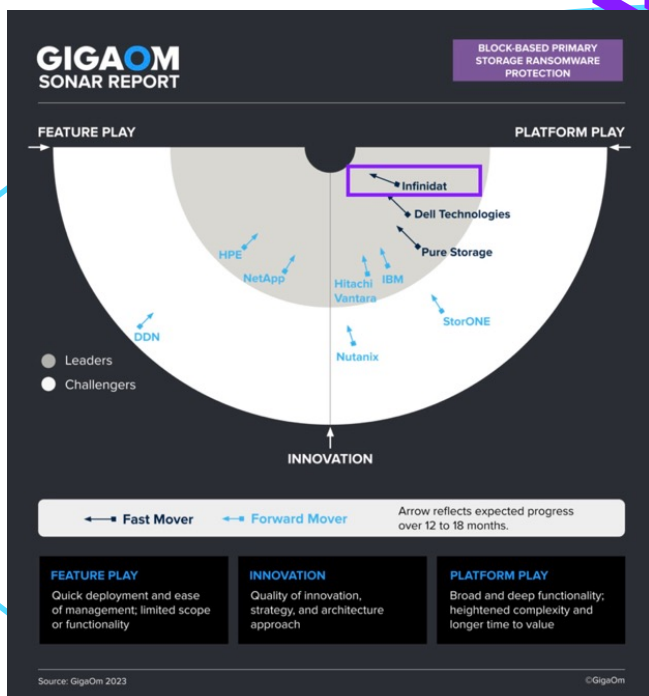 GIGAOM
SONAR REPORT
BLOCK-BASED PRIMARY
STORAGE RANSOMWARE
PROTECTION
FEATURE PLAY
PLATFORM PLAY
Infinidat
Dell Technologies
Pure Storage
HPE
NetApp
Hitachi
Vantara
IBM
StorONE
DDN
Nutanix
Leaders
Challengers
INNOVATION
Fast Mover
Forward Mover
Arrow reflects expected progress
over 12 to 18 months.
FEATURE PLAY
Quick deployment and ease
of management; limited scope
or functionality
INNOVATION
Quality of innovation,
strategy, and architecture
approach
PLATFORM PLAY
Broad and deep functionality;
heightened complexity and
longer time to value
Source: GigaOm 2023
©GigaOm